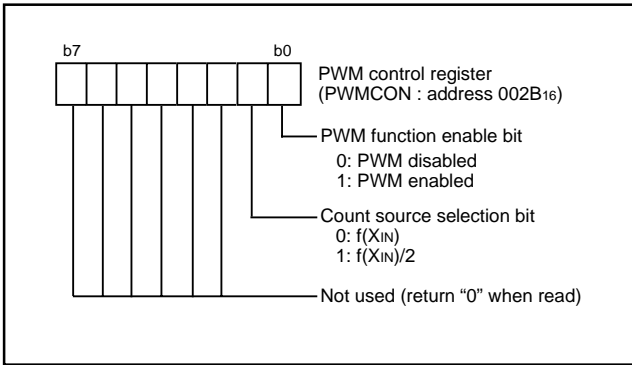 b7 b0
PWM control register
(PWMCON : address 002B16)
PWM function enable bit
0: PWM disabled
1: PWM enabled
Count source selection bit
0: f(XIN)
1: f(XIN)/2
Not used (return “0” when read)